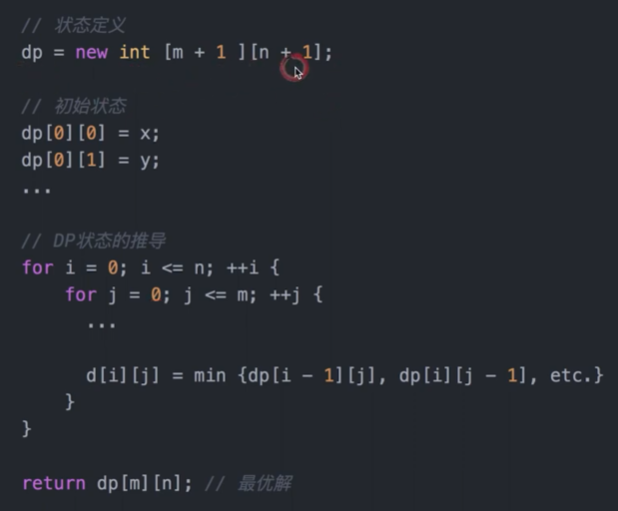 // 状态定义
dp = new int [m + 1 ][n + 1];
// 初始状态
dp[0][0] = x;
dp[0][1] = y;
...
// DP状态的推导
for i = 0; i <= n; ++i {
for j = 0; j <= m; ++j {
...
d[i][j] = min {dp[i - 1][j], dp[i][j - 1], etc.}
}
}
return dp[m][n]; // 最优解